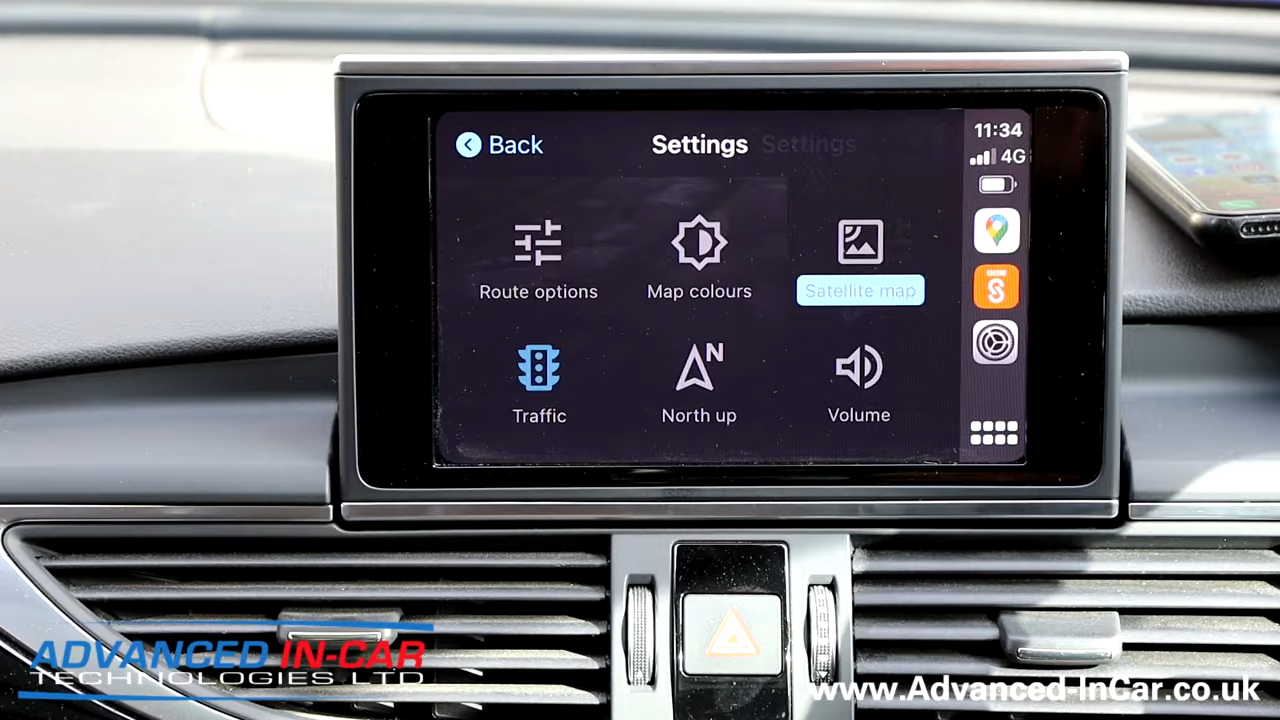 Back
Settings
Settings
11:34
4G
Route options
Map colours
Satellite map
Traffic
N
North up
Volume
ADVANCED IN-CAR
TECHNOLOGIES LTD
www.Advanced-InCar.co.uk